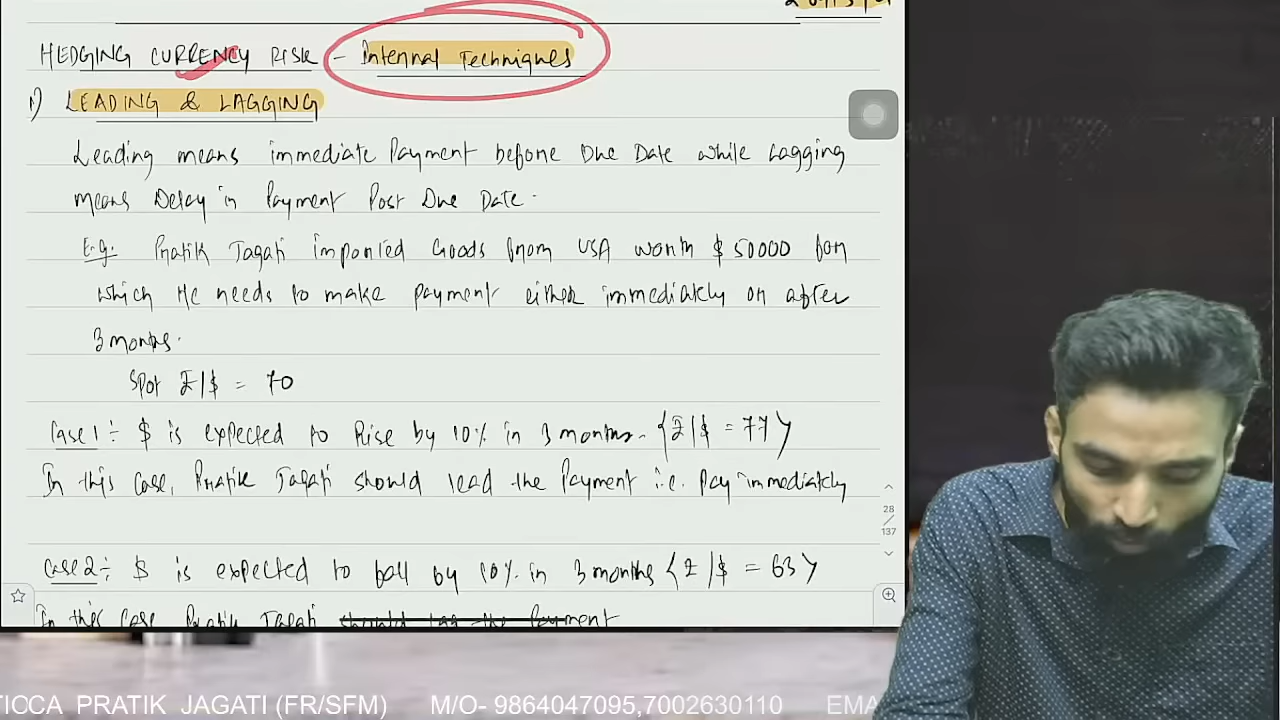 HEDGING CURRENCY RISK - Internal Techniques
1) LEADING & LAGGING
Leading means immediate Payment before Due Date while Lagging
means Delay in Payment Post Due Date.
E.g. Pratik Jagati imported Goods from USA worth $ 50000 for
which He needs to make payment either immediately or after
3 months.
Spot ₹/$ = 70
Case 1 ÷ $ is expected to Rise by 10% in 3 months. {₹/$ = 77}
In this case, Pratik Jagati should lead the Payment i.e. Pay immediately
28
/
137
Case 2 ÷ $ is expected to fall by 10% in 3 months {₹/$ = 63}
In this case Pratik Jagati should lag the Payment
TICCA PRATIK JAGATI (FR/SFM) M/O- 9864047095,7002630110 EMA